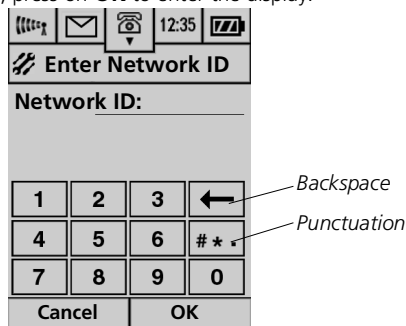 press on OK to enter the display.
12:35
Enter Network ID
Network ID:
1 2 3 Backspace
4 5 6 # * . Punctuation
7 8 9 0
Cancel OK